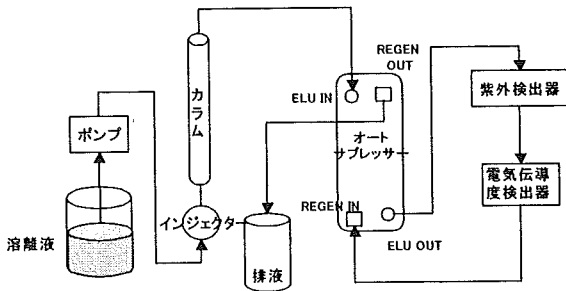 REGEN
OUT
ELU IN
カラム
ポンプ
オート
サプレッサー
紫外検出器
電気伝導
度検出器
REGEN IN
インジェクター
溶離液
排液
ELU OUT